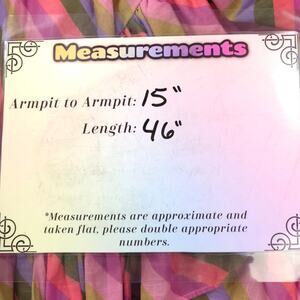 Measurements
Armpit to Armpit: 15"
Length: 46"
*Measurements are approximate and
taken flat, please double appropriate
numbers.